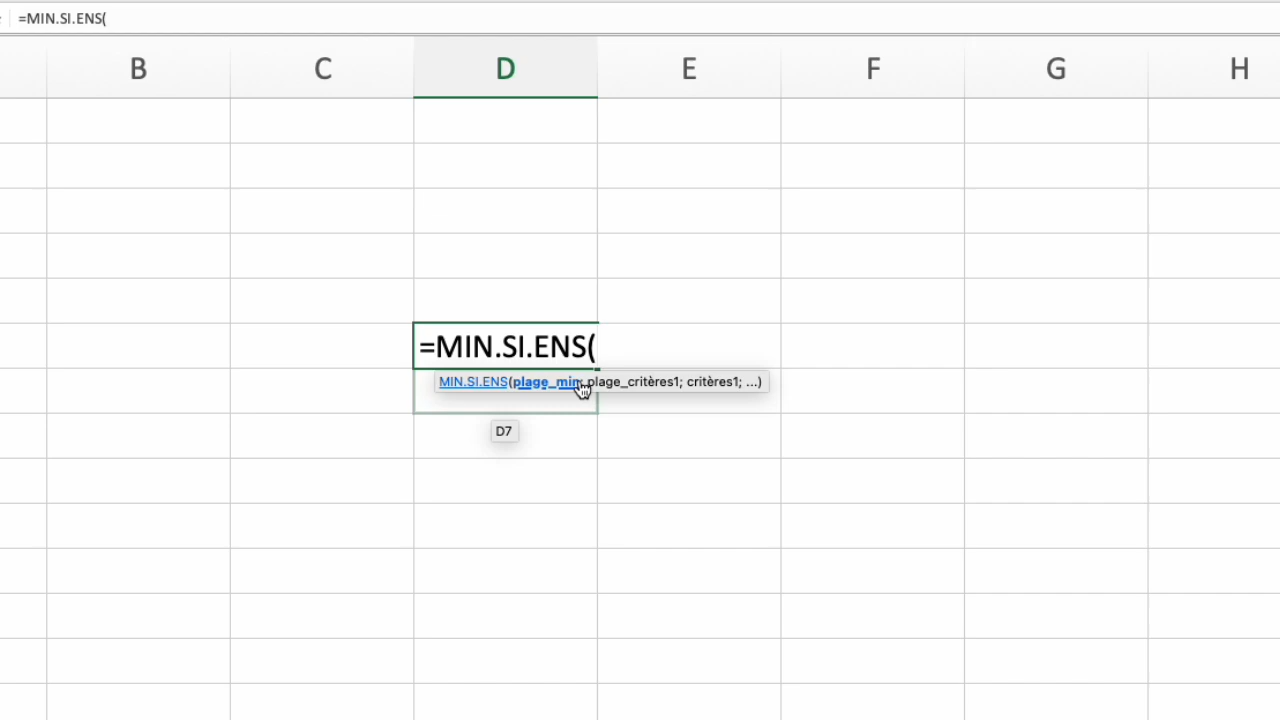 =MIN.SI.ENS(
B C D E F G H
=MIN.SI.ENS(
MIN.SI.ENS(plage_min; plage_critères1; critères1; ...)
D7